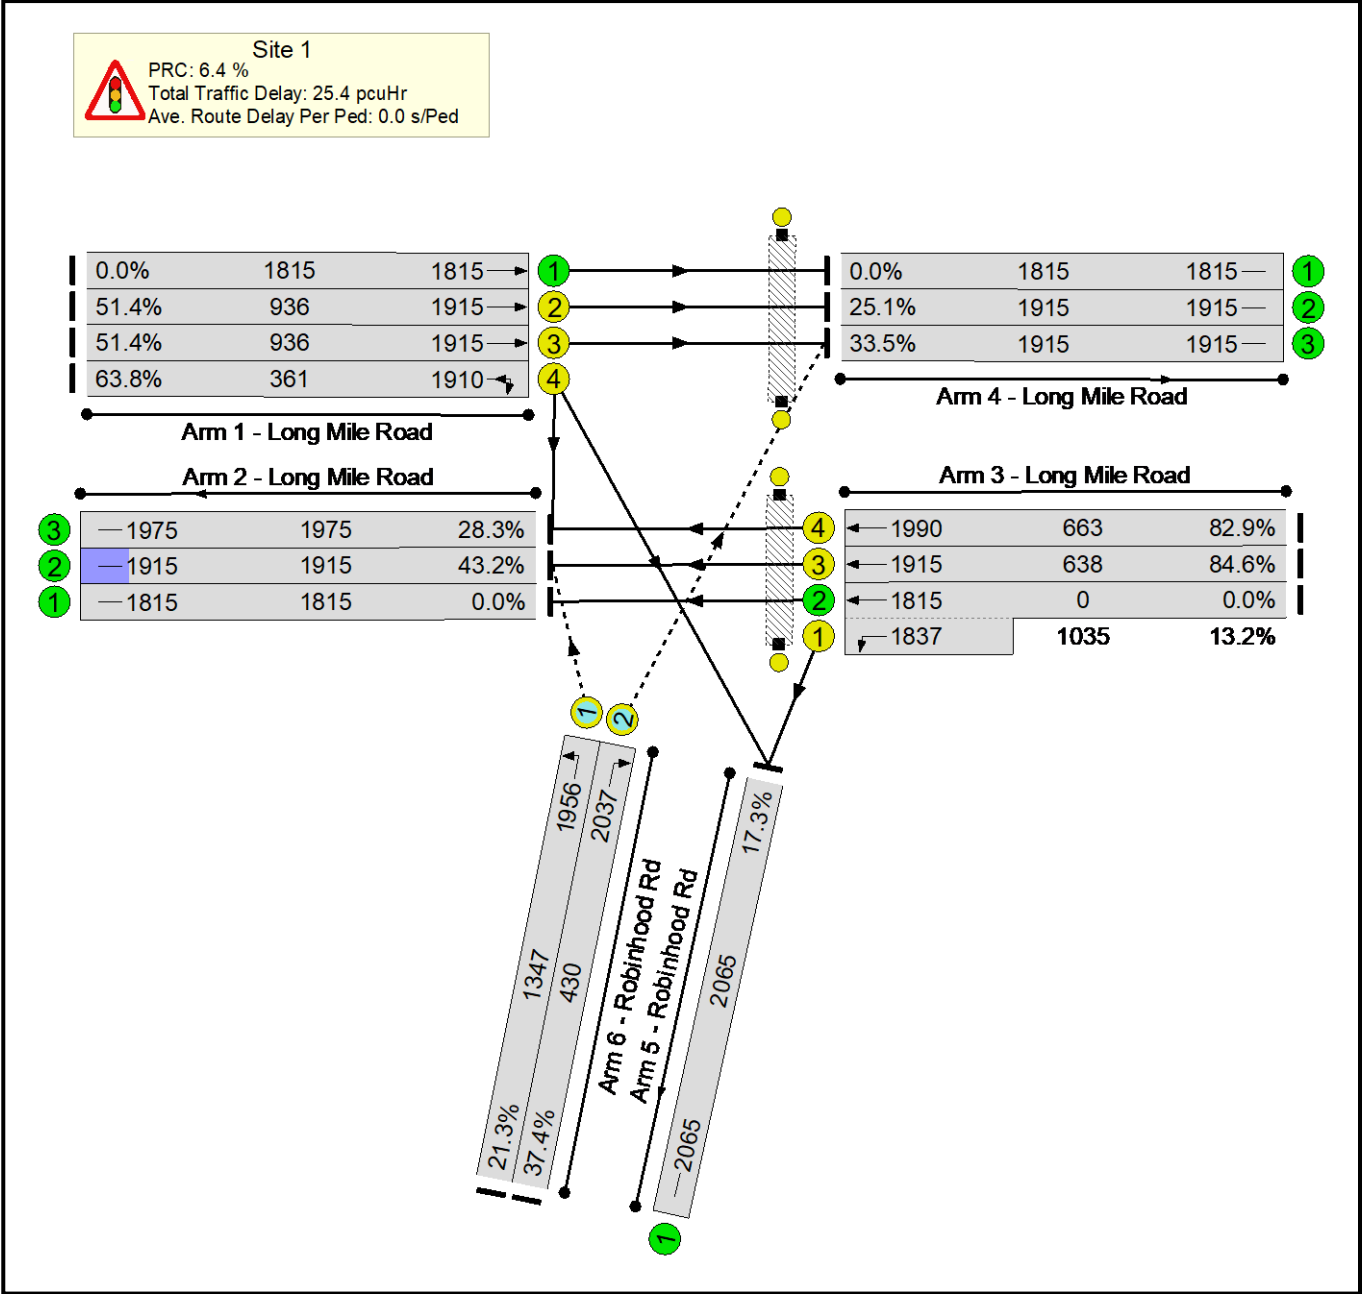 Site 1
PRC: 6.4 %
Total Traffic Delay: 25.4 pcuHr
Ave. Route Delay Per Ped: 0.0 s/Ped
0.0% 1815 1815 1
51.4% 936 1915 2
51.4% 936 1915 3
63.8% 361 1910 4
Arm 1 - Long Mile Road
0.0% 1815 1815 1
25.1% 1915 1915 2
33.5% 1915 1915 3
Arm 4 - Long Mile Road
Arm 2 - Long Mile Road
3 1975 1975 28.3%
2 1915 1915 43.2%
1 1815 1815 0.0%
Arm 3 - Long Mile Road
4 1990 663 82.9%
3 1915 638 84.6%
2 1815 0 0.0%
1 1837 1035 13.2%
1 1956 1347 21.3%
2 2037 430 37.4%
Arm 6 - Robinhood Rd
Arm 5 - Robinhood Rd
17.3% 2065 2065 1